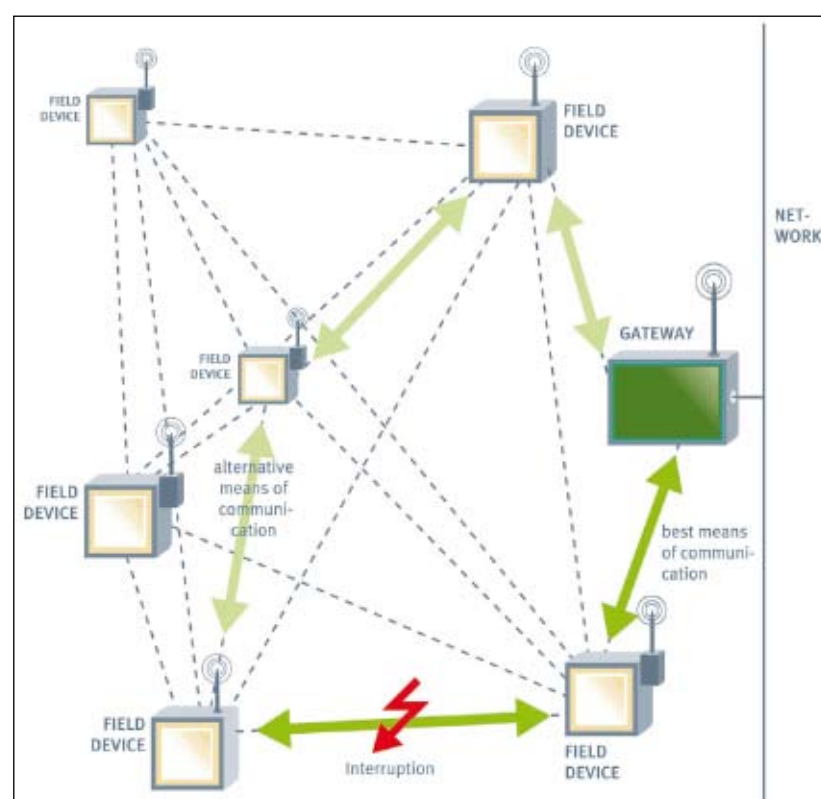 FIELD
DEVICE
FIELD
DEVICE
NET-
WORK
GATEWAY
FIELD
DEVICE
alternative
means of
communi-
cation
FIELD
DEVICE
best means
of communi-
cation
FIELD
DEVICE
Interruption
FIELD
DEVICE